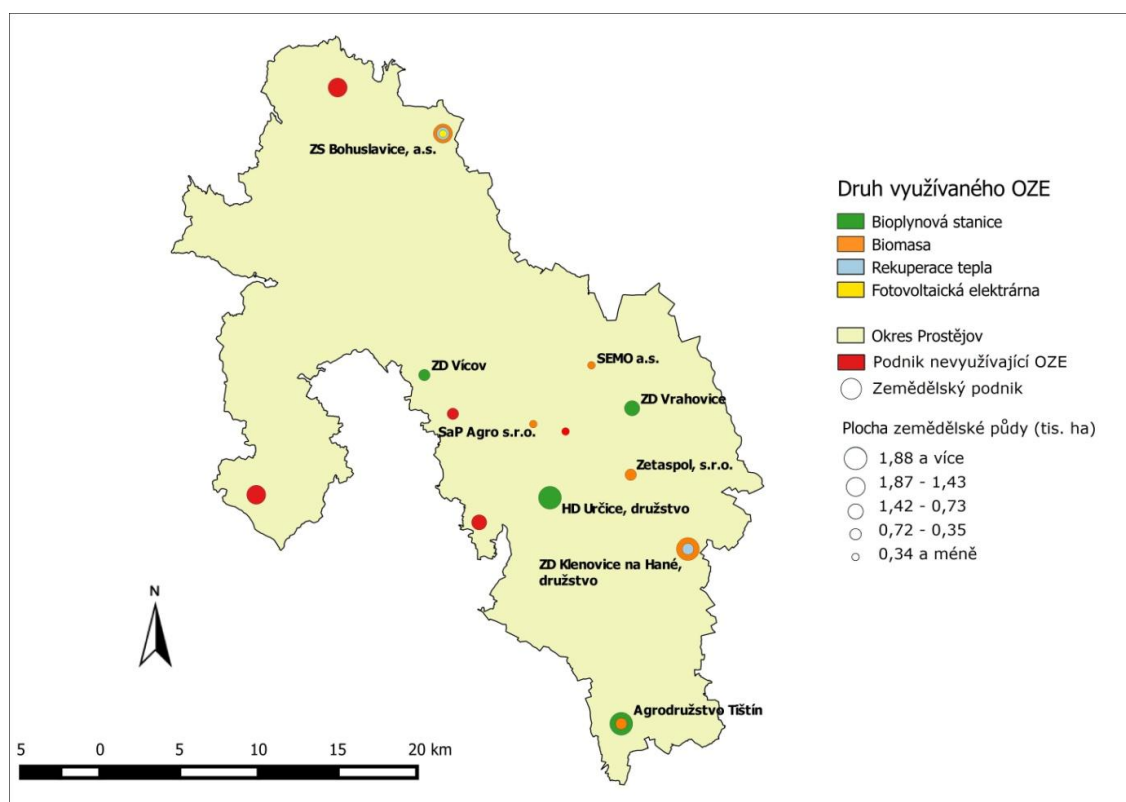 ZS Bohuslavice, a.s.
ZD Vícov
SEMO a.s.
ZD Vrahovice
SaP Agro s.r.o.
Zetaspol, s.r.o.
HD Určice, družstvo
ZD Klenovice na Hané,
družstvo
Agrodružstvo Tištín
N
5 0 5 10 15 20 km
Druh využívaného OZE
Bioplynová stanice
Biomasa
Rekuperace tepla
Fotovoltaická elektrárna
Okres Prostějov
Podnik nevyužívající OZE
Zemědělský podnik
Plocha zemědělské půdy (tis. ha)
1,88 a více
1,87 - 1,43
1,42 - 0,73
0,72 - 0,35
0,34 a méně